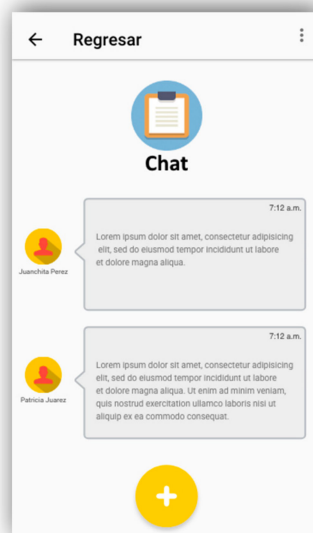 Regresar
Chat
7:12 a.m.
Lorem ipsum dolor sit amet, consectetur adipisicing
elit, sed do eiusmod tempor incididunt ut labore
et dolore magna aliqua.
Juanchita Perez
7:12 a.m.
Lorem ipsum dolor sit amet, consectetur adipisicing
elit, sed do eiusmod tempor incididunt ut labore
et dolore magna aliqua. Ut enim ad minim veniam,
quis nostrud exercitation ullamco laboris nisi ut
aliquip ex ea commodo consequat.
Patricia Juarez